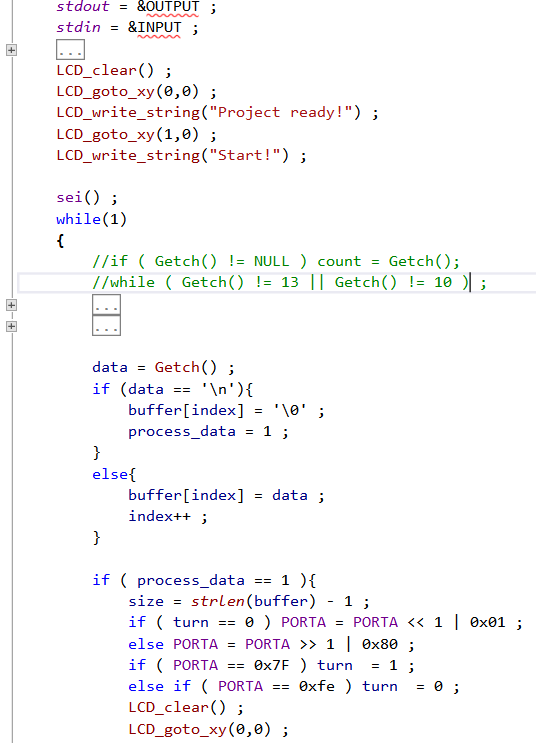 stdout = &OUTPUT ;
stdin = &INPUT ;
...
LCD_clear() ;
LCD_goto_xy(0,0) ;
LCD_write_string("Project ready!") ;
LCD_goto_xy(1,0) ;
LCD_write_string("Start!") ;
sei() ;
while(1)
{
//if ( Getch() != NULL ) count = Getch();
//while ( Getch() != 13 || Getch() != 10 ) ;
...
...
data = Getch() ;
if (data == '\n'){
buffer[index] = '\0' ;
process_data = 1 ;
}
else{
buffer[index] = data ;
index++ ;
}
if ( process_data == 1 ){
size = strlen(buffer) - 1 ;
if ( turn == 0 ) PORTA = PORTA << 1 | 0x01 ;
else PORTA = PORTA >> 1 | 0x80 ;
if ( PORTA == 0x7F ) turn  = 1 ;
else if ( PORTA == 0xfe ) turn  = 0 ;
LCD_clear() ;
LCD_goto_xy(0,0) ;